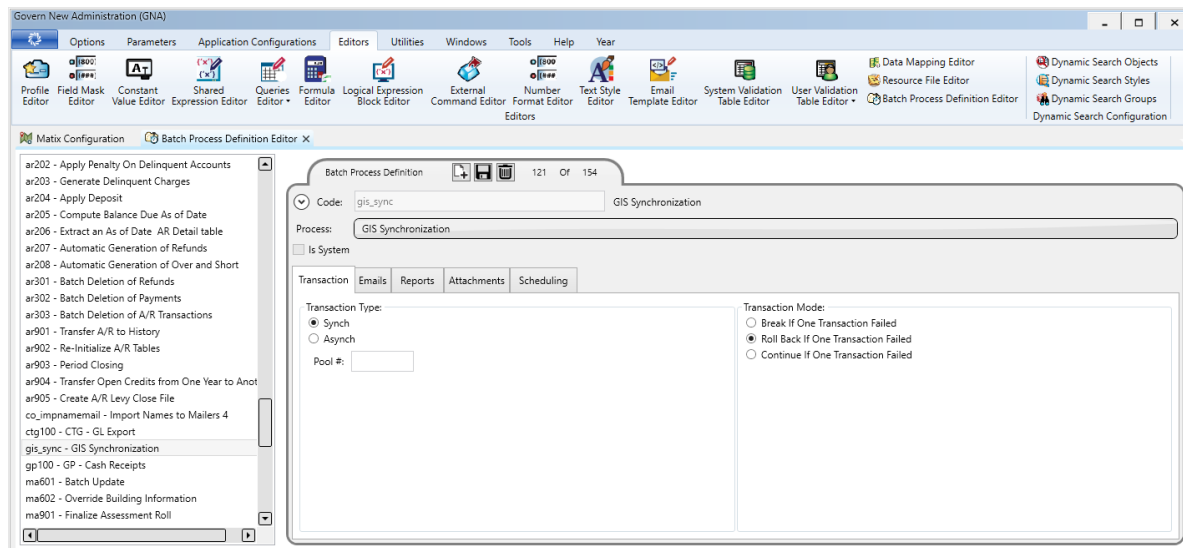 Govern New Administration (GNA)
Options Parameters Application Configurations Editors Utilities Windows Tools Help Year
Profile Editor
Field Mask Editor
Constant Value Editor
Shared Expression Editor
Queries Editor
Formula Editor
Logical Expression Block Editor
External Command Editor
Number Format Editor
Text Style Editor
Email Template Editor
System Validation Table Editor
User Validation Table Editor
Data Mapping Editor
Resource File Editor
Batch Process Definition Editor
Editors
Dynamic Search Objects
Dynamic Search Styles
Dynamic Search Groups
Dynamic Search Configuration
Matix Configuration Batch Process Definition Editor X
ar202 - Apply Penalty On Delinquent Accounts
ar203 - Generate Delinquent Charges
ar204 - Apply Deposit
ar205 - Compute Balance Due As of Date
ar206 - Extract an As of Date AR Detail table
ar207 - Automatic Generation of Refunds
ar208 - Automatic Generation of Over and Short
ar301 - Batch Deletion of Refunds
ar302 - Batch Deletion of Payments
ar303 - Batch Deletion of A/R Transactions
ar901 - Transfer A/R to History
ar902 - Re-Initialize A/R Tables
ar903 - Period Closing
ar904 - Transfer Open Credits from One Year to Anot
ar905 - Create A/R Levy Close File
co_impnamemail - Import Names to Mailers 4
ctg100 - CTG - GL Export
gis_sync - GIS Synchronization
gp100 - GP - Cash Receipts
ma601 - Batch Update
ma602 - Override Building Information
ma901 - Finalize Assessment Roll
Batch Process Definition 121 Of 154
Code: gis_sync GIS Synchronization
Process: GIS Synchronization
Is System
Transaction Emails Reports Attachments Scheduling
Transaction Type:
Synch
Asynch
Pool #:
Transaction Mode:
Break If One Transaction Failed
Roll Back If One Transaction Failed
Continue If One Transaction Failed